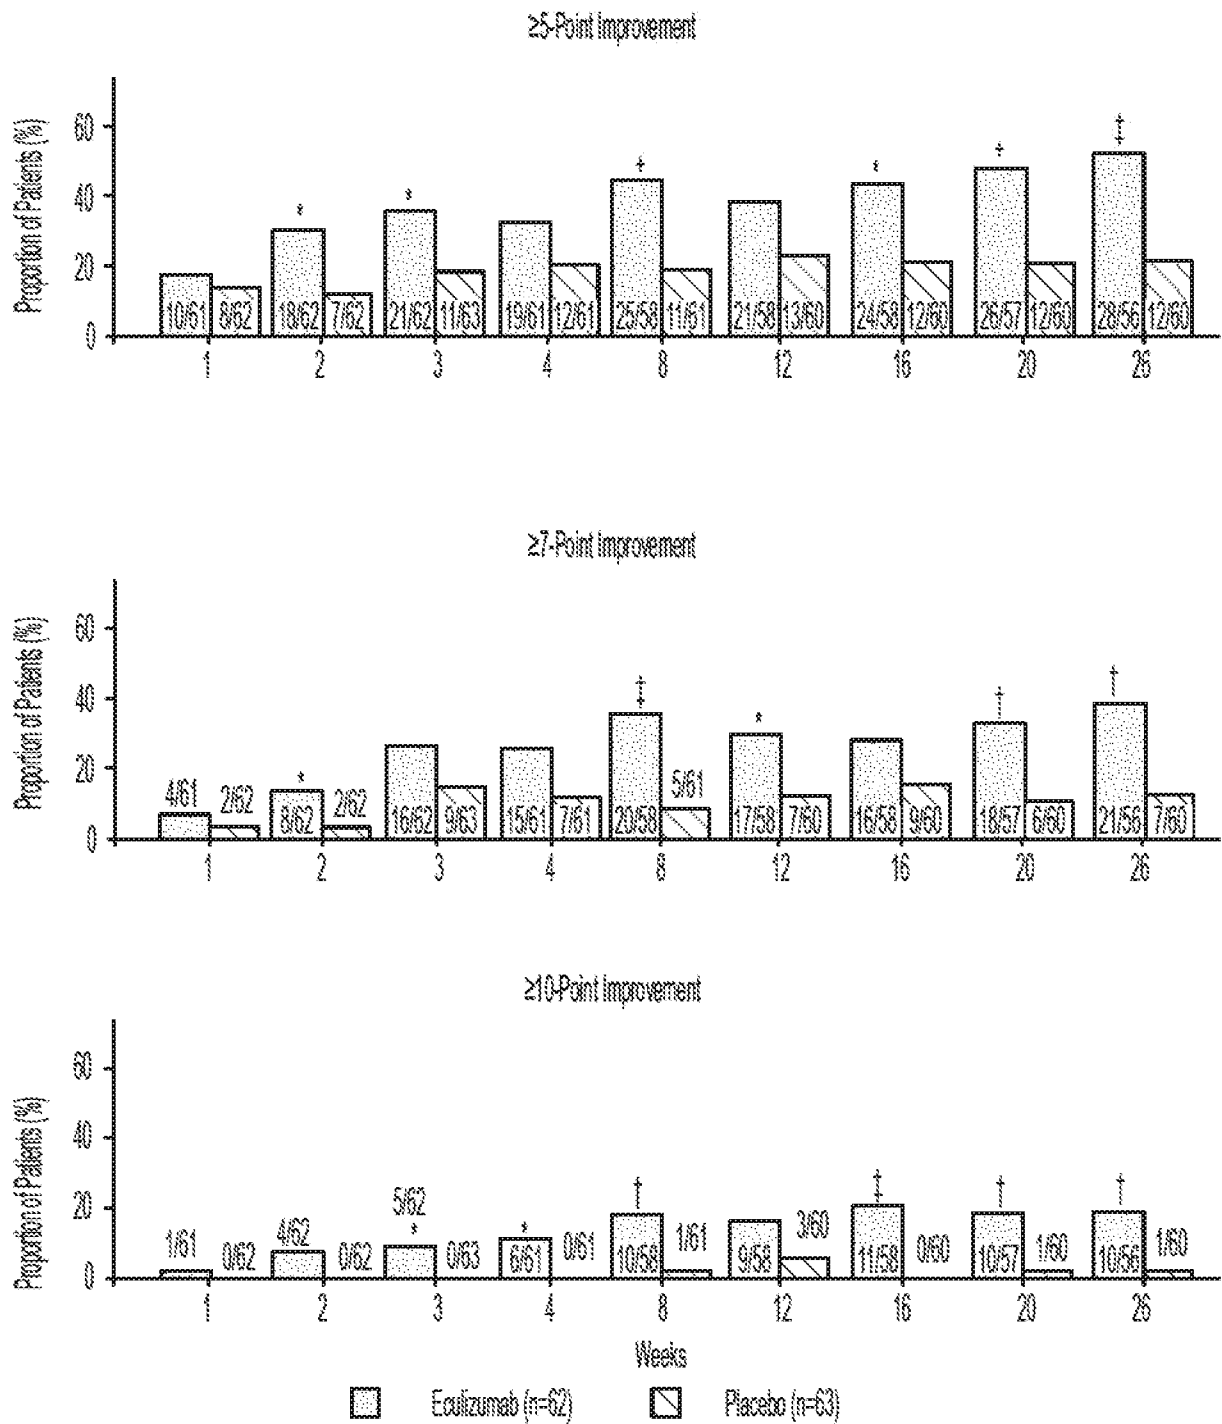 ≥5-Point Improvement
Proportion of Patients (%)
60
40
20
0
* * ‡ * ‡ ‡
10/61 8/62 18/62 7/62 21/62 11/63 19/61 12/61 25/58 11/61 21/58 13/60 24/58 12/60 26/57 12/60 28/56 12/60
1 2 3 4 8 12 16 20 26
≥7-Point Improvement
Proportion of Patients (%)
60
40
20
0
* ‡ * † †
4/61 2/62 8/62 2/62 16/62 9/63 15/61 7/61 20/58 5/61 17/58 7/60 16/58 9/60 18/57 6/60 21/56 7/60
1 2 3 4 8 12 16 20 26
≥10-Point Improvement
Proportion of Patients (%)
60
40
20
0
* * † ‡ † †
1/61 0/62 4/62 0/62 5/62 0/63 6/61 0/61 10/58 1/61 9/58 3/60 11/58 0/60 10/57 1/60 10/56 1/60
1 2 3 4 8 12 16 20 26
Weeks
Eculizumab (n=62) Placebo (n=63)